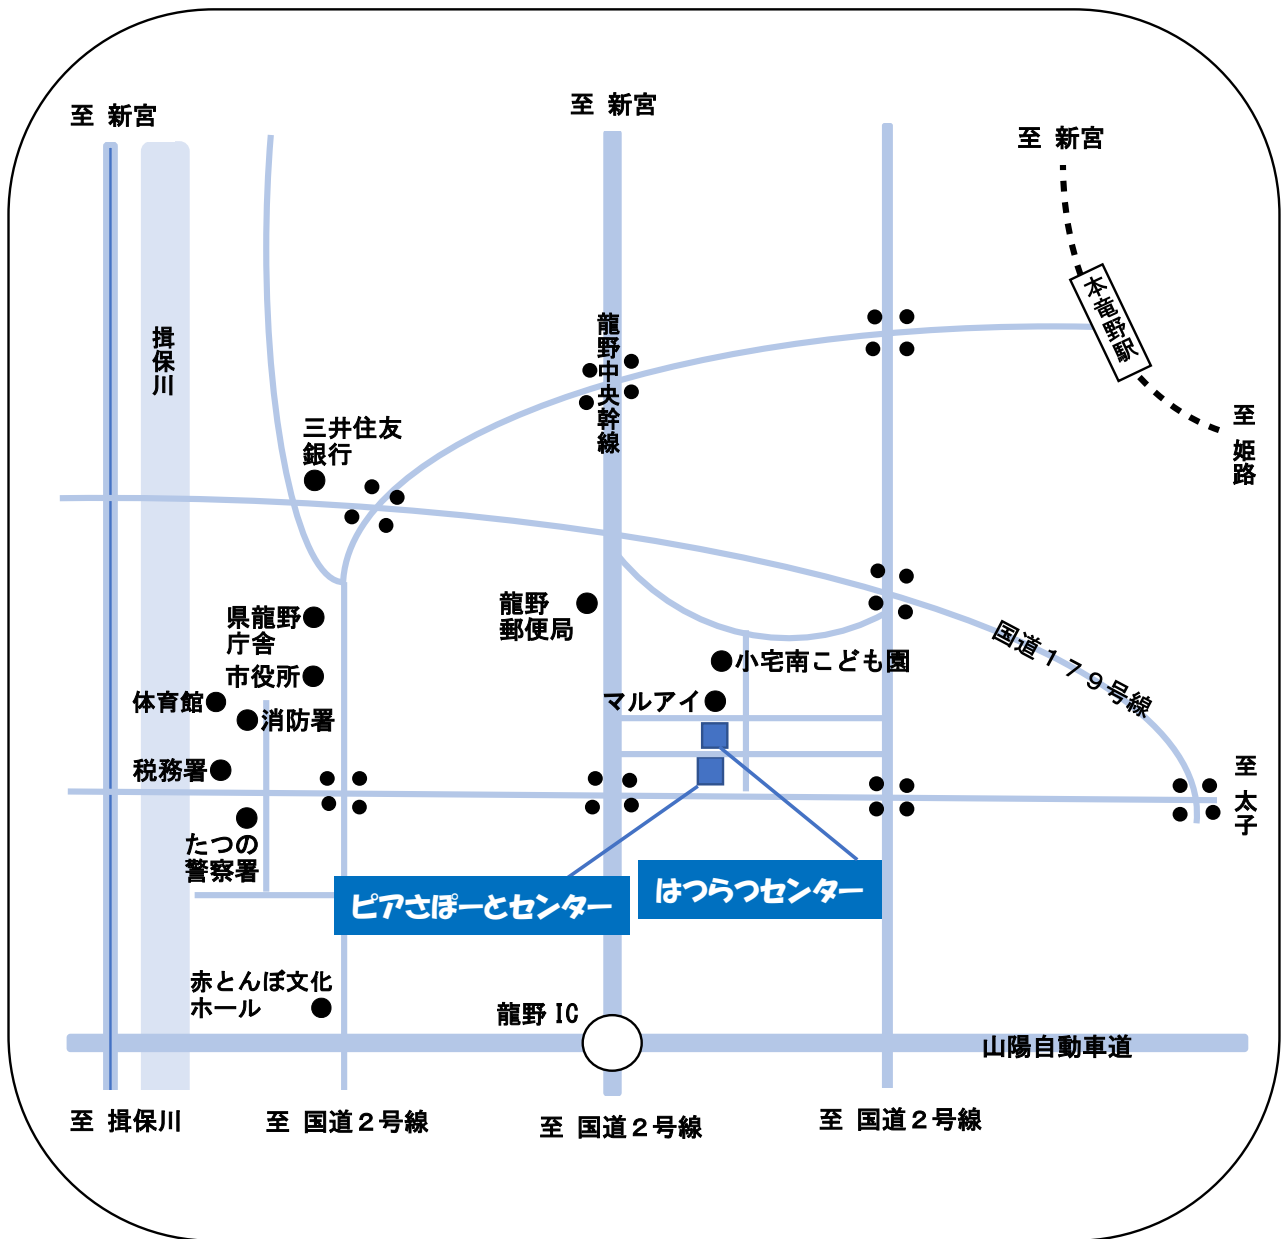 至 新宮
至 新宮
至 新宮
本竜野駅
至 姫路
揖保川
龍野中央幹線
三井住友
銀行
県龍野
庁舎
市役所
体育館
消防署
税務署
たつの
警察署
龍野
郵便局
小宅南こども園
マルアイ
国道179号線
至 太子
ピアさぽーとセンター
はつらつセンター
赤とんぼ文化
ホール
龍野 IC
山陽自動車道
至 揖保川
至 国道2号線
至 国道2号線
至 国道2号線